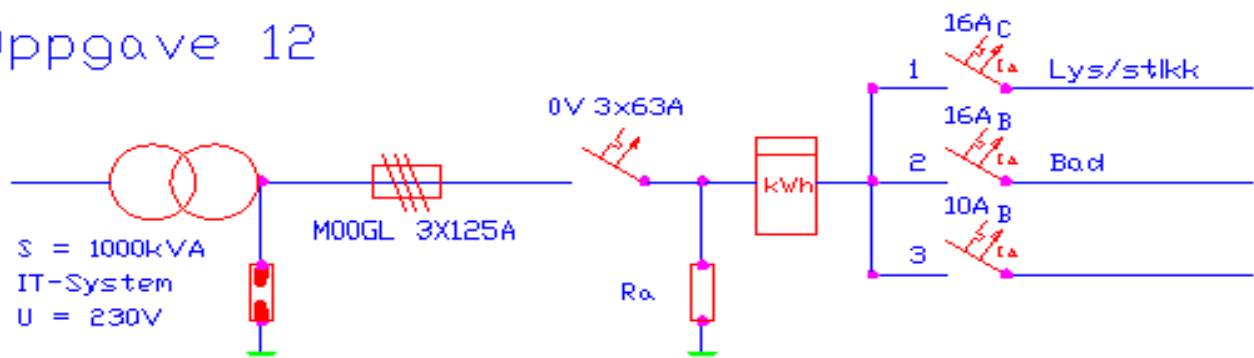 ppgave 12
S = 1000kVA
IT-System
U = 230V
M00GL 3X125A
0V 3x63A
Ra
kWh
1
16A C
Lys/stlkk
2
16A B
Bad
3
10A B